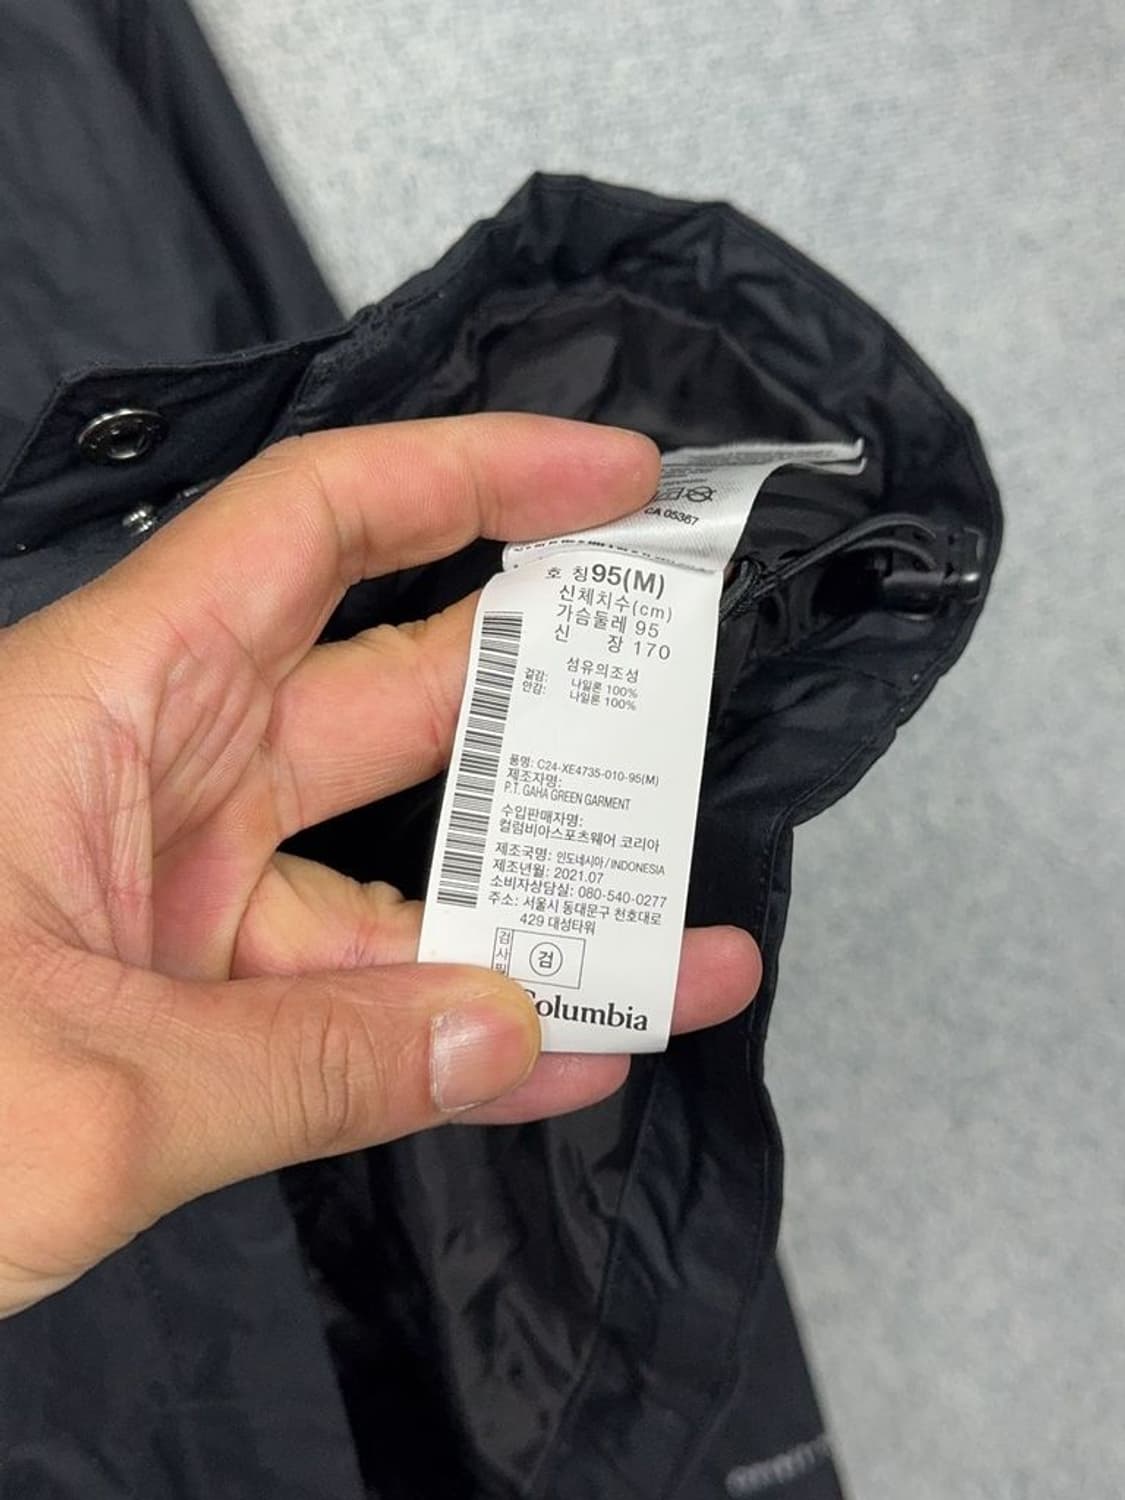 CA 05367
호 칭95(M)
신체치수(cm)
가슴둘레 95
신 장 170
섬유의조성
겉감: 나일론 100%
안감: 나일론 100%
품명: C24-XE4735-010-95(M)
제조자명:
P.T. GAHA GREEN GARMENT
수입판매자명:
컬럼비아스포츠웨어 코리아
제조국명: 인도네시아/INDONESIA
제조년월: 2021.07
소비자상담실: 080-540-0277
주소: 서울시 동대문구 천호대로
429 대성타워
검사필
검
Columbia